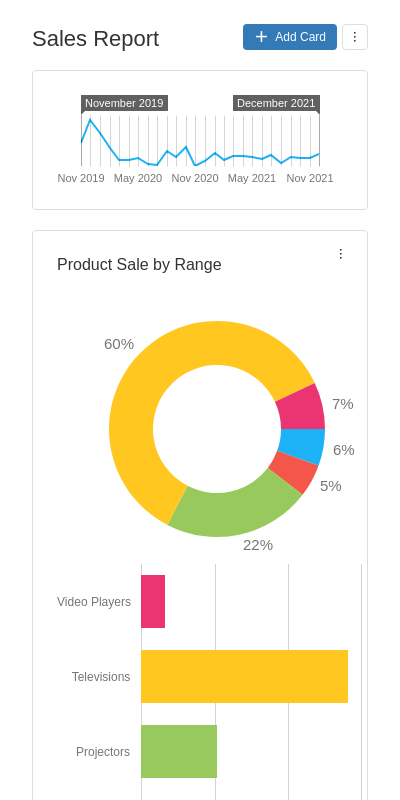 Sales Report
Add Card
November 2019
December 2021
Nov 2019 May 2020 Nov 2020 May 2021 Nov 2021
Product Sale by Range
60%
7%
6%
5%
22%
Video Players
Televisions
Projectors